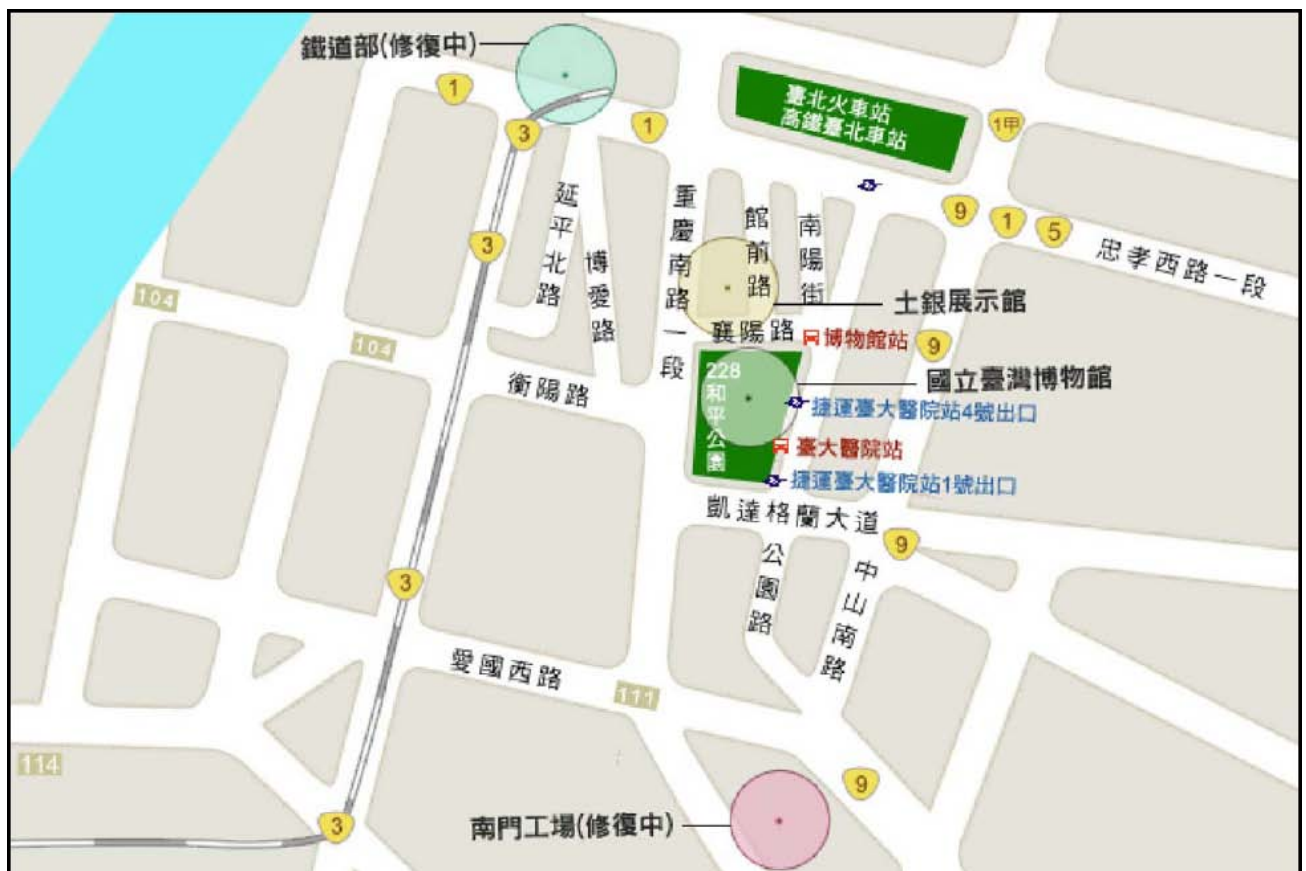 鐵道部(修復中)
1
3
1
臺北火車站
高鐵臺北車站
1甲
9
1
5
忠孝西路一段
延平北路
博愛路
重慶南路一段
館前路
南陽街
3
104
土銀展示館
襄陽路
博物館站
9
104
衡陽路
228和平公園
國立臺灣博物館
捷運臺大醫院站4號出口
臺大醫院站
捷運臺大醫院站1號出口
凱達格蘭大道
9
公園路
中山南路
3
愛國西路
111
114
9
南門工場(修復中)
3